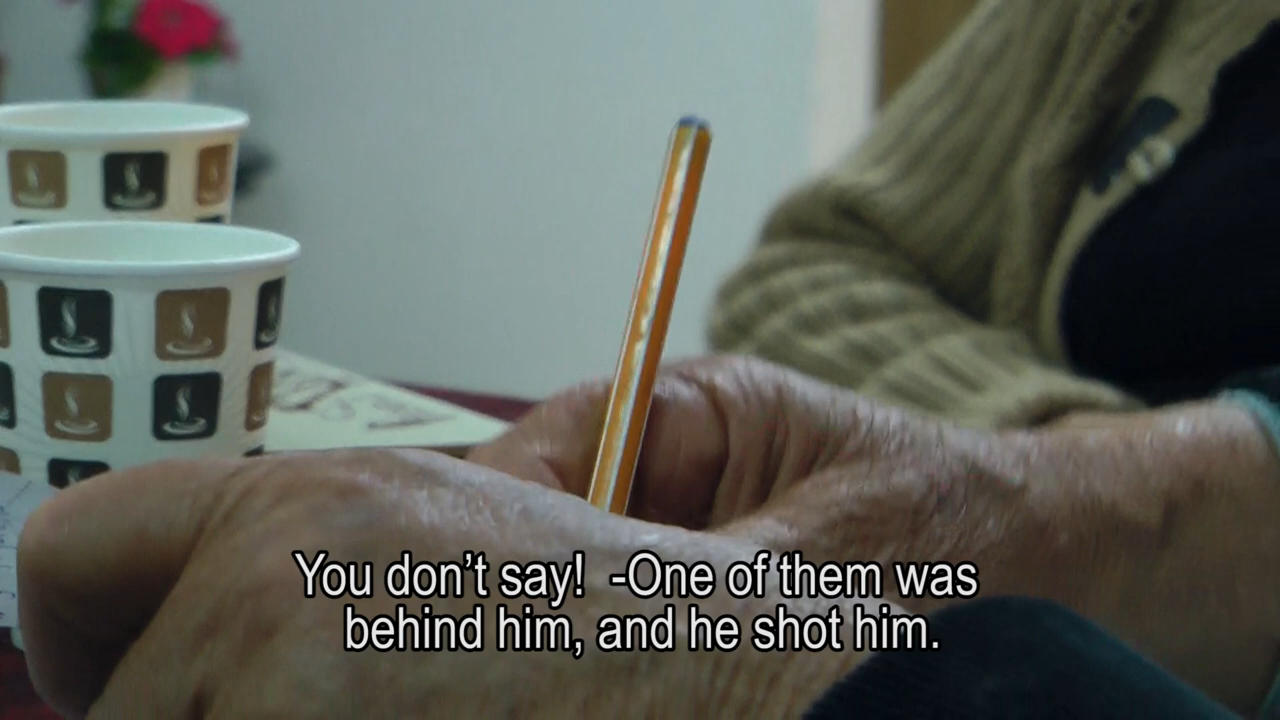 You don't say!  -One of them was
behind him, and he shot him.